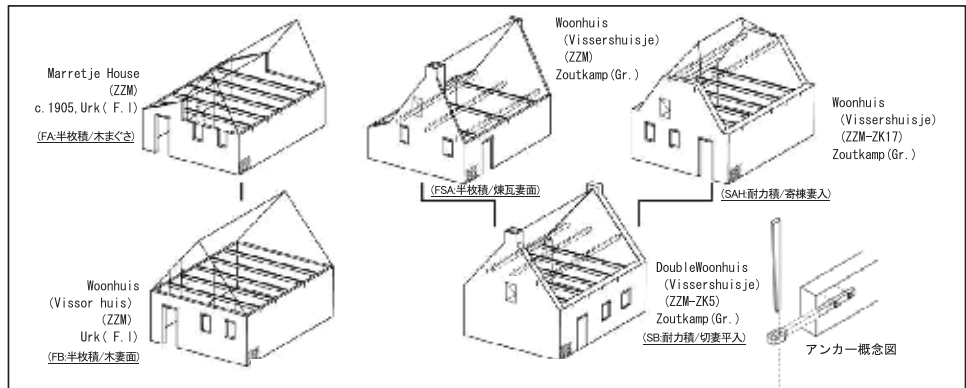 Marretje House
(ZZM)
c.1905,Urk( F.l)
(FA:半枚積/木まぐさ)
Woonhuis
(Vissershuisje)
(ZZM)
Zoutkamp(Gr.)
(FSA:半枚積/煉瓦妻面)
Woonhuis
(Vissershuisje)
(ZZM-ZK17)
Zoutkamp(Gr.)
(SAH:耐力積/寄棟妻入)
Woonhuis
(Vissor huis)
(ZZM)
Urk( F.l)
(FB:半枚積/木妻面)
DoubleWoonhuis
(Vissershuisje)
(ZZM-ZK5)
Zoutkamp(Gr.)
(SB:耐力積/切妻平入)
アンカー概念図